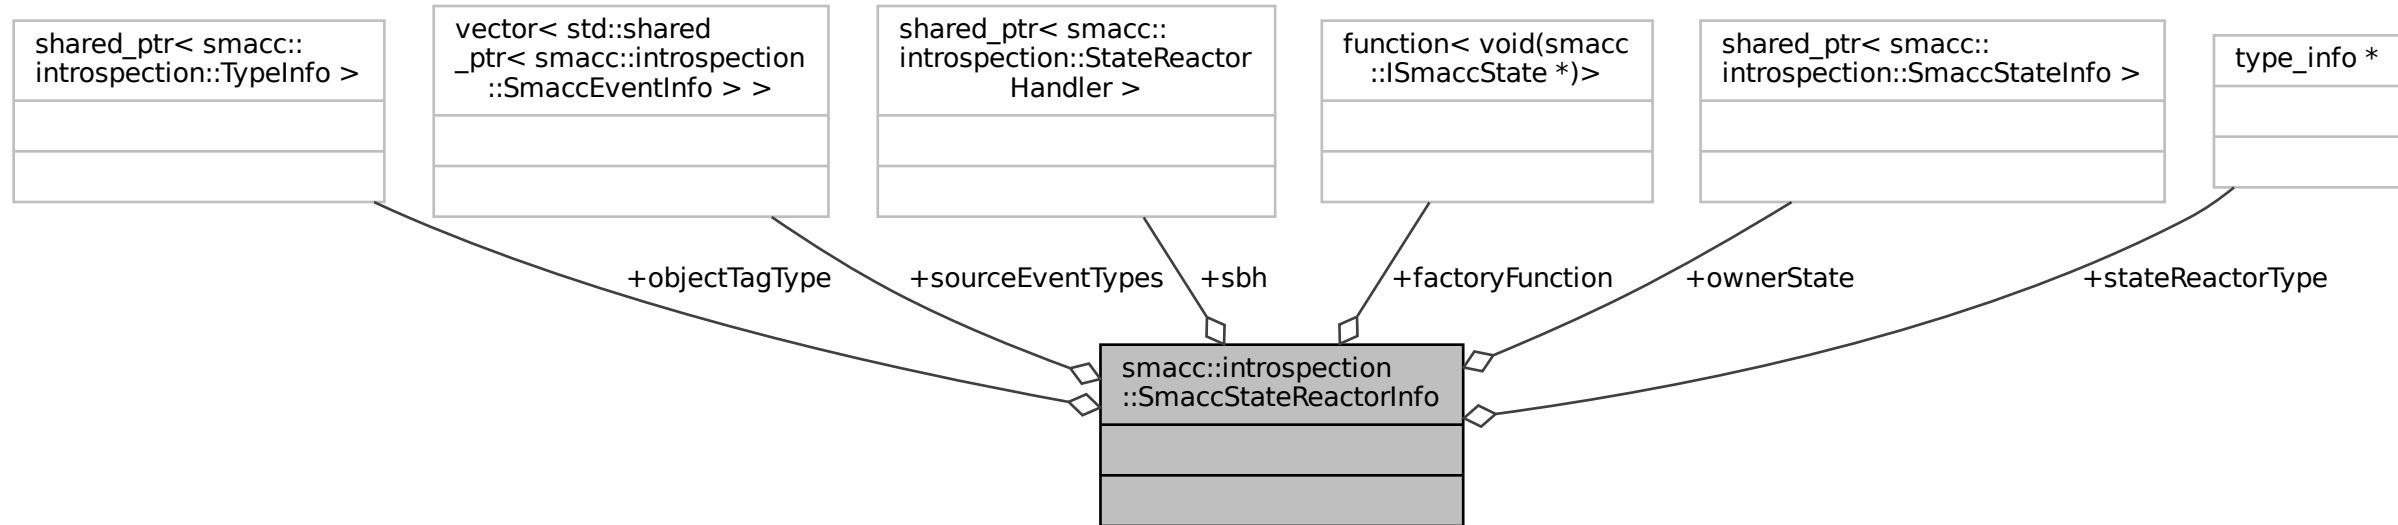 shared_ptr< smacc::
introspection::TypeInfo >
vector< std::shared
_ptr< smacc::introspection
::SmaccEventInfo > >
shared_ptr< smacc::
introspection::StateReactor
Handler >
function< void(smacc
::ISmaccState *)>
shared_ptr< smacc::
introspection::SmaccStateInfo >
type_info *
+objectTagType
+sourceEventTypes
+sbh
+factoryFunction
+ownerState
+stateReactorType
smacc::introspection
::SmaccStateReactorInfo